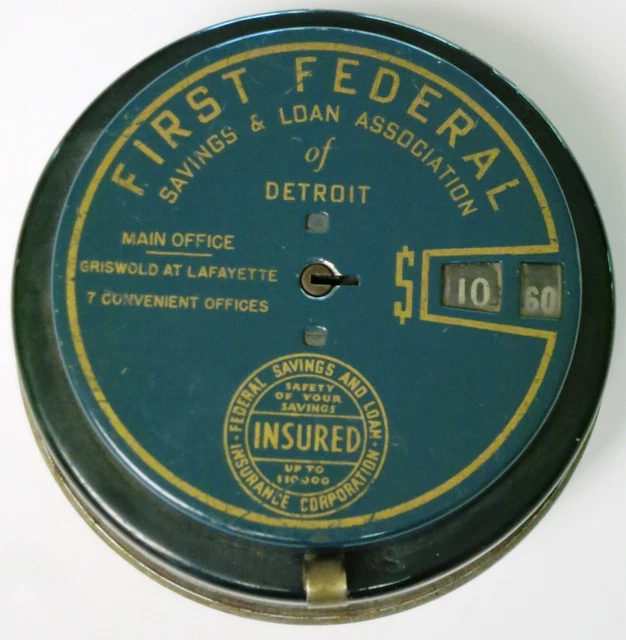 FIRST FEDERAL
SAVINGS & LOAN ASSOCIATION
of
DETROIT
MAIN OFFICE
GRISWOLD AT LAFAYETTE
7 CONVENIENT OFFICES
$ 10 60
FEDERAL SAVINGS AND LOAN
SAFETY
OF YOUR
SAVINGS
INSURED
UP TO
$10,000
INSURANCE CORPORATION